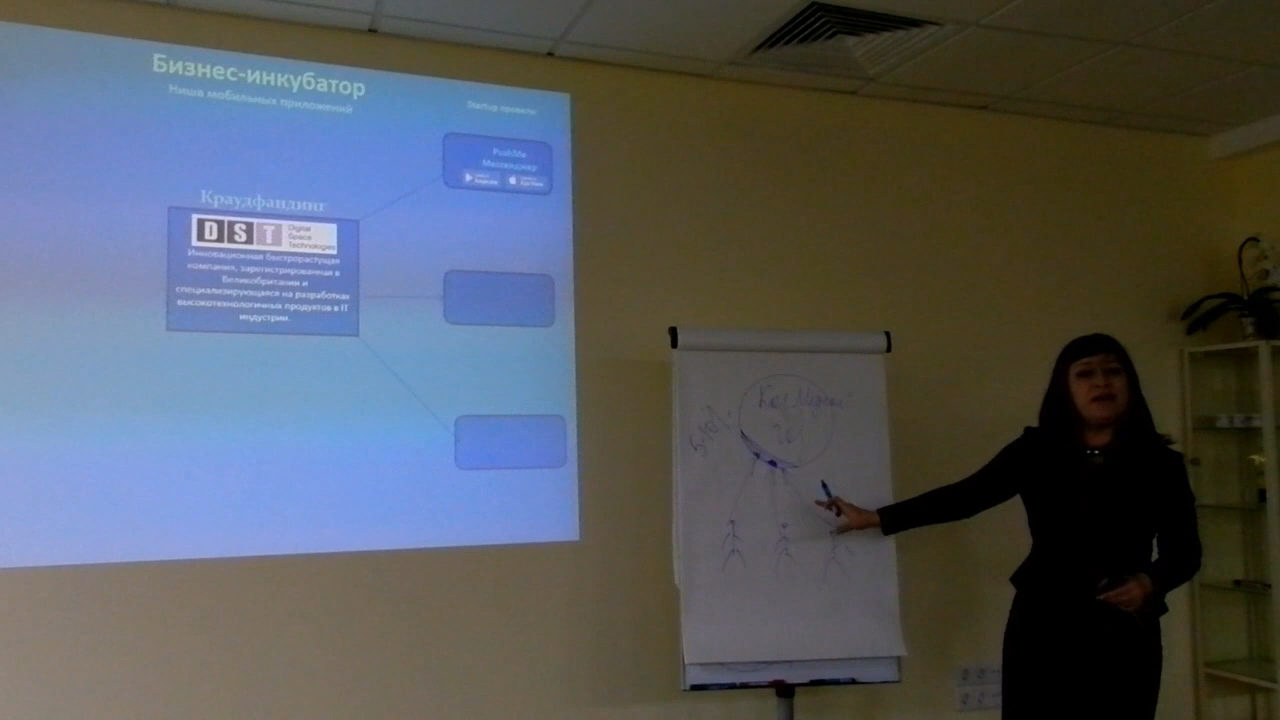 Бизнес-инкубатор
Ниша мобильных приложений
Startup проекты
PushMe
Мессенджер
Краудфандинг
DST Digital
Space
Technologies
Инновационная быстрорастущая
компания, зарегистрированная в
Великобритании и
специализирующаяся на разработках
высокотехнологичных продуктов в IT
индустрии.